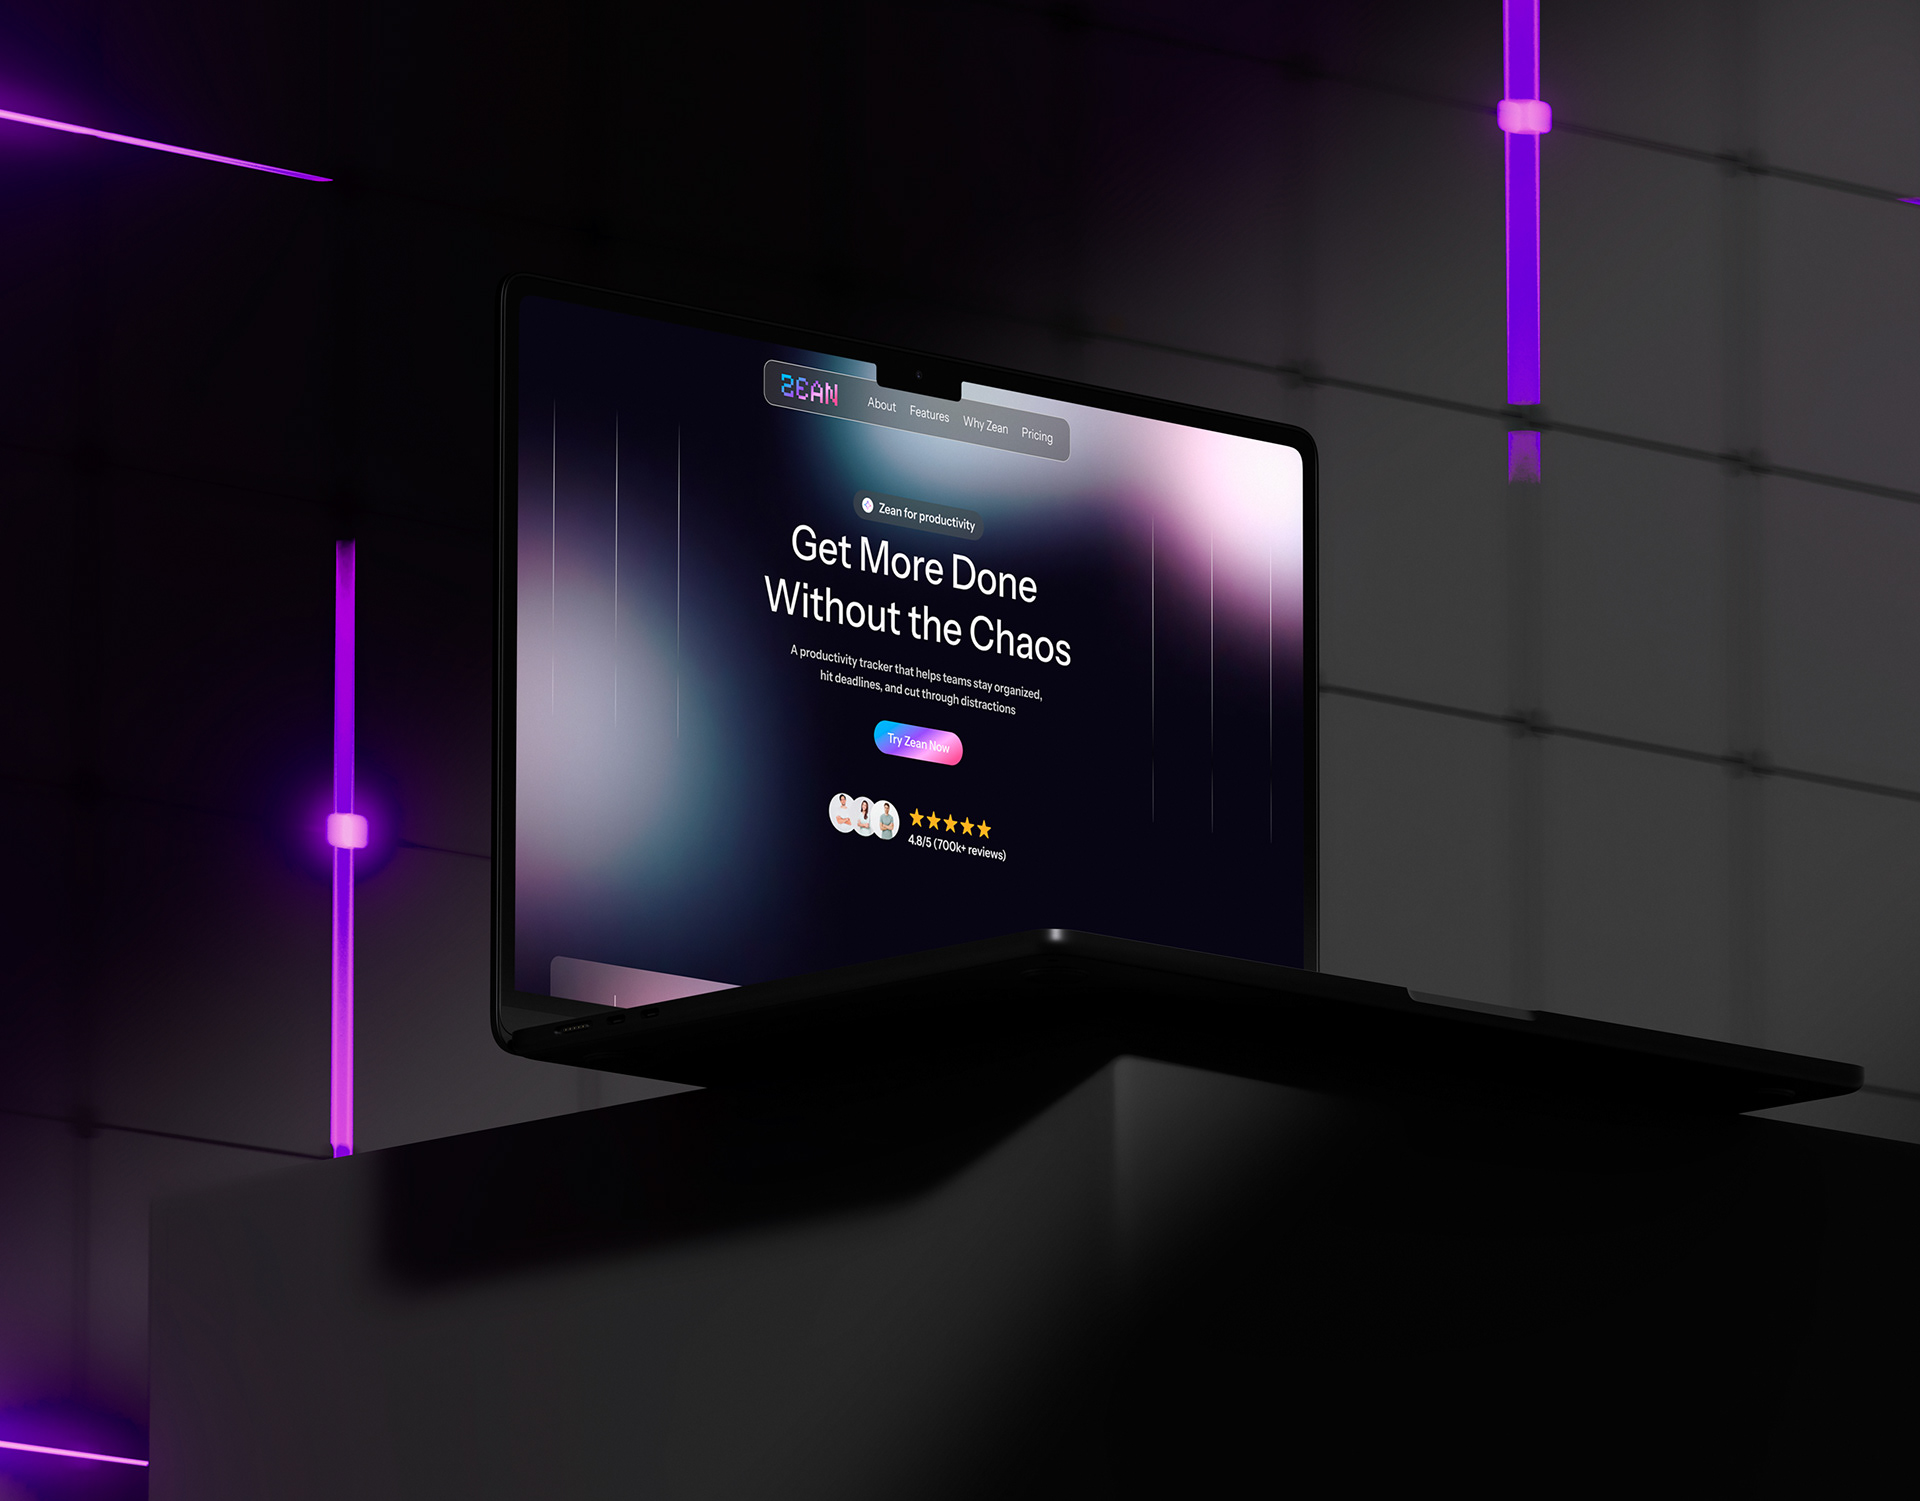 ZEAN
About Features Why Zean Pricing
Zean for productivity
Get More Done
Without the Chaos
A productivity tracker that helps teams stay organized,
hit deadlines, and cut through distractions
Try Zean Now
4.8/5 (700k+ reviews)